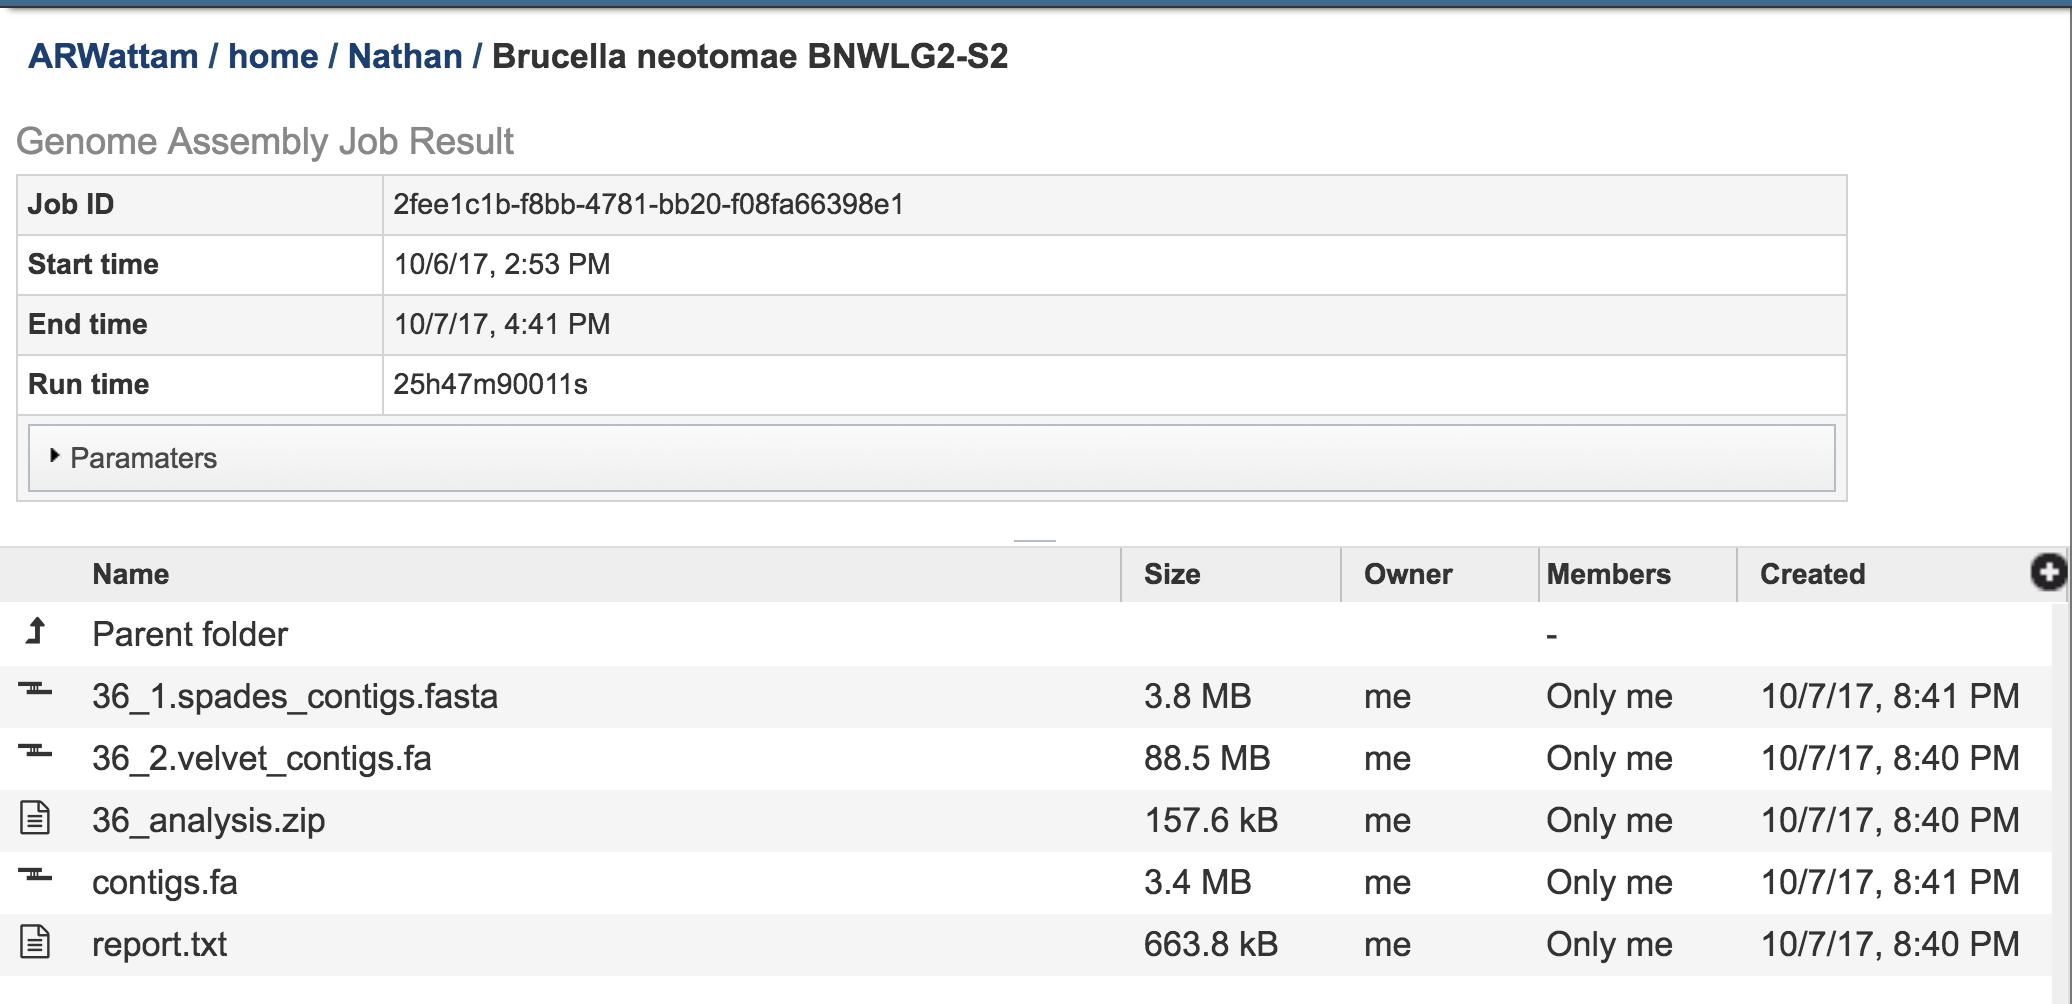 ARWattam / home / Nathan / Brucella neotomae BNWLG2-S2
Genome Assembly Job Result
Job ID 2fee1c1b-f8bb-4781-bb20-f08fa66398e1
Start time 10/6/17, 2:53 PM
End time 10/7/17, 4:41 PM
Run time 25h47m90011s
Paramaters
Name Size Owner Members Created
Parent folder -
36_1.spades_contigs.fasta 3.8 MB me Only me 10/7/17, 8:41 PM
36_2.velvet_contigs.fa 88.5 MB me Only me 10/7/17, 8:40 PM
36_analysis.zip 157.6 kB me Only me 10/7/17, 8:40 PM
contigs.fa 3.4 MB me Only me 10/7/17, 8:41 PM
report.txt 663.8 kB me Only me 10/7/17, 8:40 PM